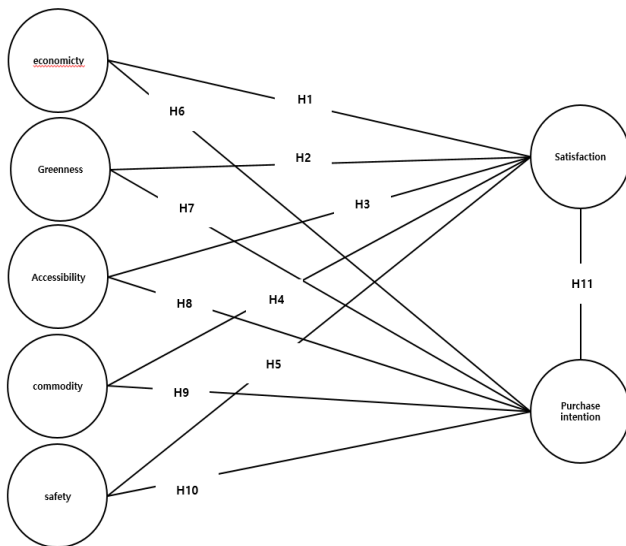 economicty
H1
H6
Greenness
H2
Satisfaction
H7
H3
Accessibility
H8
H4
H11
commodity
H9
H5
Purchase
intention
safety
H10